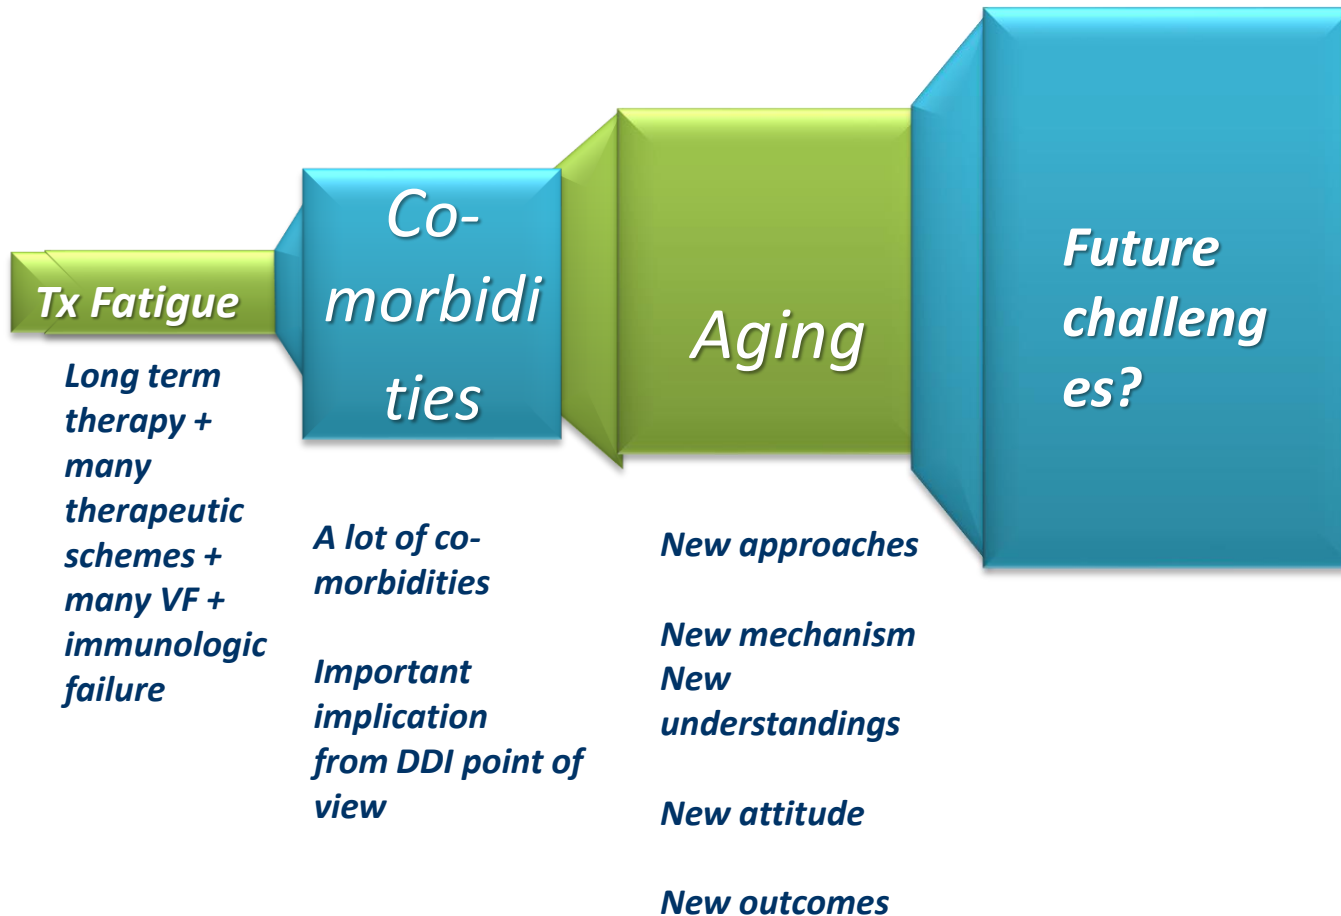 Tx Fatigue
Long term
therapy +
many
therapeutic
schemes +
many VF +
immunologic
failure
Co-
morbidi
ties
A lot of co-
morbidities
Important
implication
from DDI point of
view
Aging
New approaches
New mechanism
New
understandings
New attitude
New outcomes
Future
challeng
es?